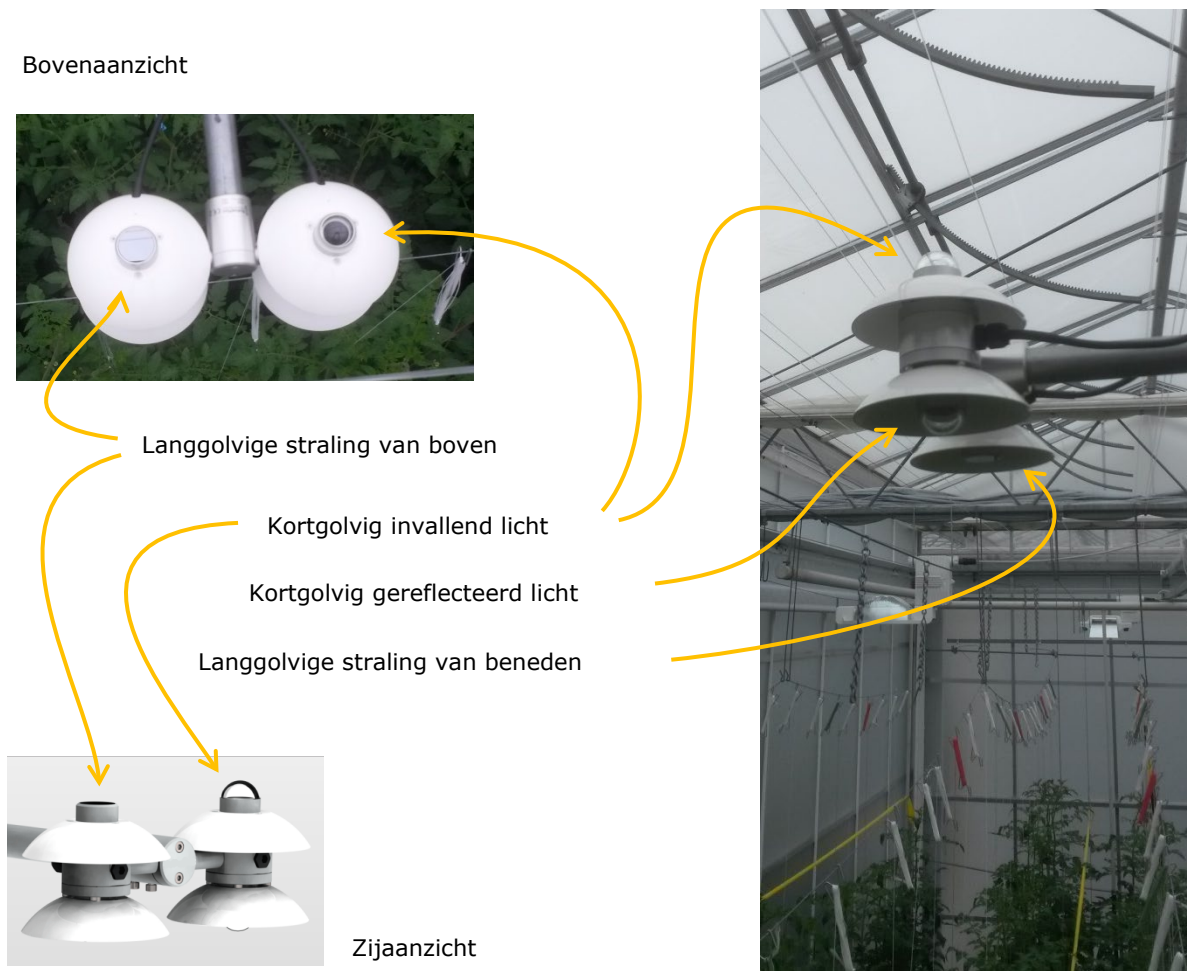 Bovenaanzicht
Langgolvige straling van boven
Kortgolvig invallend licht
Kortgolvig gereflecteerd licht
Langgolvige straling van beneden
Zijaanzicht